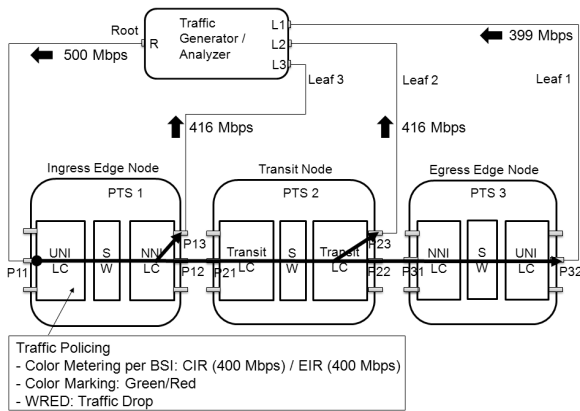 Root
R
Traffic
Generator /
Analyzer
L1
L2
L3
399 Mbps
500 Mbps
Leaf 3
Leaf 2
Leaf 1
416 Mbps
416 Mbps
Ingress Edge Node
Transit Node
Egress Edge Node
PTS 1
PTS 2
PTS 3
P13
P23
UNI
LC
S
W
NNI
LC
Transit
LC
S
W
Transit
LC
NNI
LC
S
W
UNI
LC
P11
P12
P21
P22
P31
P32
Traffic Policing
- Color Metering per BSI: CIR (400 Mbps) / EIR (400 Mbps)
- Color Marking: Green/Red
- WRED: Traffic Drop